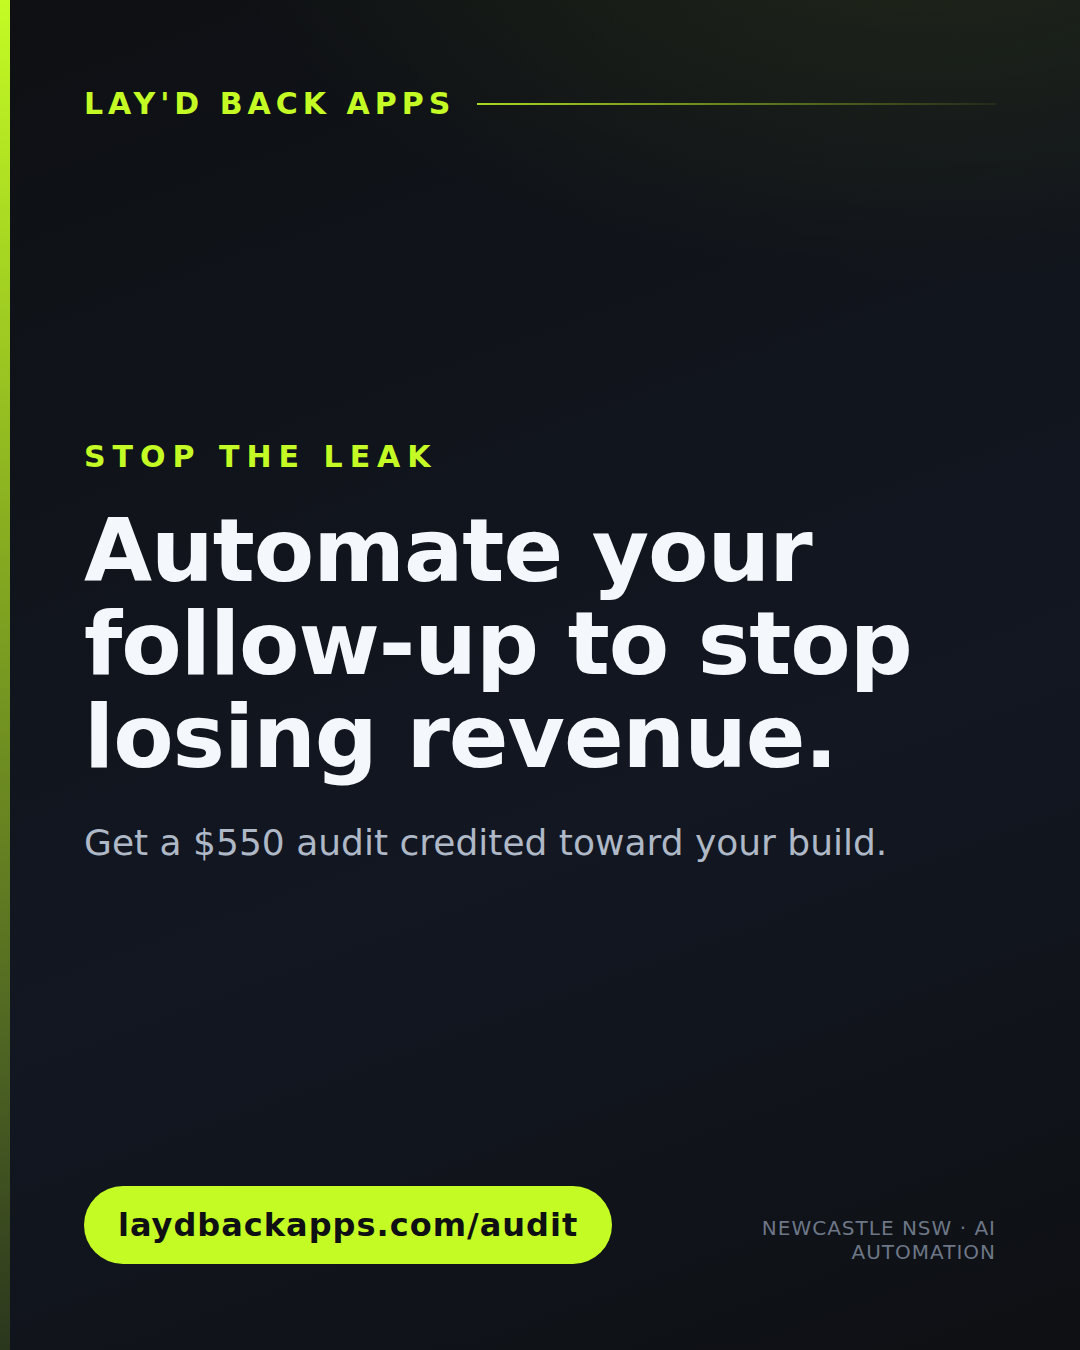 LAY'D BACK APPS
STOP THE LEAK
Automate your
follow-up to stop
losing revenue.
Get a $550 audit credited toward your build.
laydbackapps.com/audit
NEWCASTLE NSW · AI
AUTOMATION